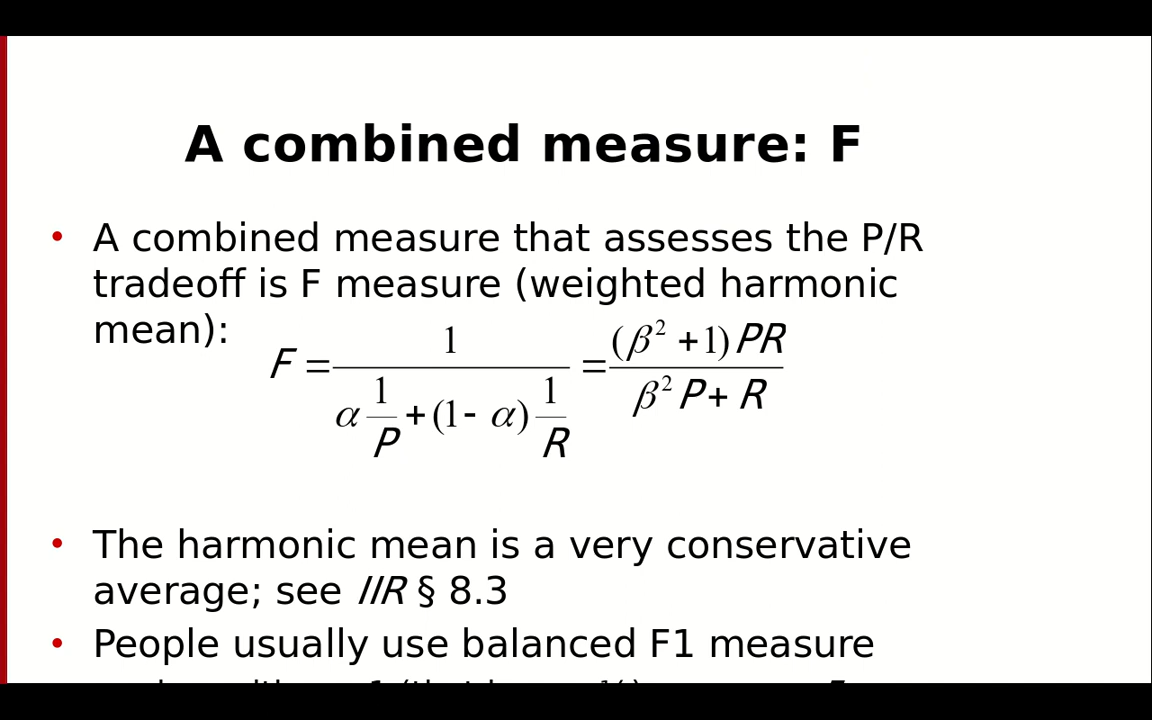 A combined measure: F
• A combined measure that assesses the P/R
tradeoff is F measure (weighted harmonic
mean):
F = 1 / (α 1/P + (1- α) 1/R) = (β² +1) PR / (β² P + R)
• The harmonic mean is a very conservative
average; see IIR § 8.3
• People usually use balanced F1 measure